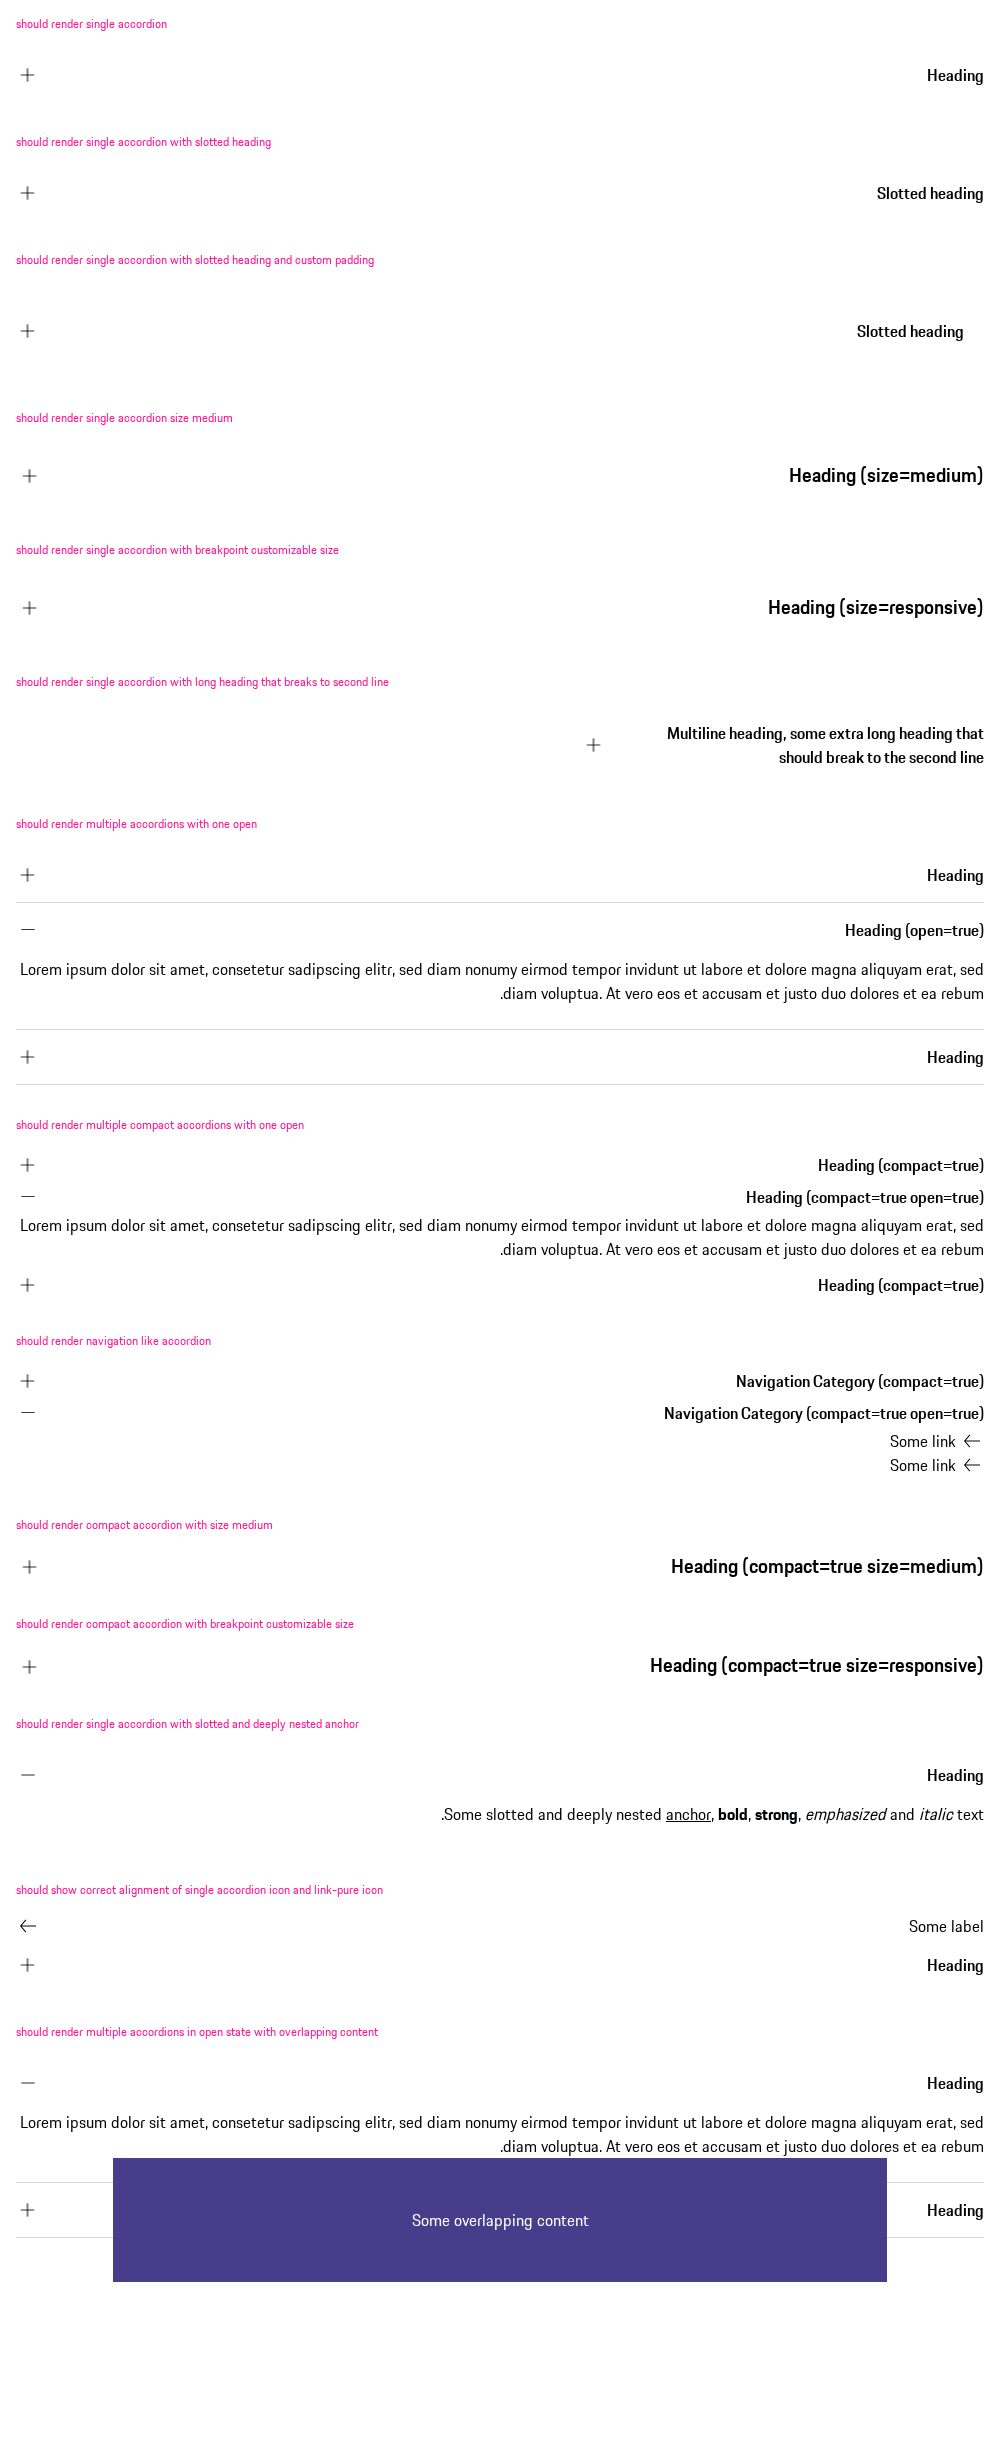 should render single accordion
Heading
should render single accordion with slotted heading
Slotted heading
should render single accordion with slotted heading and custom padding
Slotted heading
should render single accordion size medium
Heading (size=medium)
should render single accordion with breakpoint customizable size
Heading (size=responsive)
should render single accordion with long heading that breaks to second line
Multiline heading, some extra long heading that
should break to the second line
should render multiple accordions with one open
Heading
Heading (open=true)
Lorem ipsum dolor sit amet, consetetur sadipscing elitr, sed diam nonumy eirmod tempor invidunt ut labore et dolore magna aliquyam erat, sed
.diam voluptua. At vero eos et accusam et justo duo dolores et ea rebum
Heading
should render multiple compact accordions with one open
Heading (compact=true)
Heading (compact=true open=true)
Lorem ipsum dolor sit amet, consetetur sadipscing elitr, sed diam nonumy eirmod tempor invidunt ut labore et dolore magna aliquyam erat, sed
.diam voluptua. At vero eos et accusam et justo duo dolores et ea rebum
Heading (compact=true)
should render navigation like accordion
Navigation Category (compact=true)
Navigation Category (compact=true open=true)
Some link
Some link
should render compact accordion with size medium
Heading (compact=true size=medium)
should render compact accordion with breakpoint customizable size
Heading (compact=true size=responsive)
should render single accordion with slotted and deeply nested anchor
Heading
.Some slotted and deeply nested anchor, bold, strong, emphasized and italic text
should show correct alignment of single accordion icon and link-pure icon
Some label
Heading
should render multiple accordions in open state with overlapping content
Heading
Lorem ipsum dolor sit amet, consetetur sadipscing elitr, sed diam nonumy eirmod tempor invidunt ut labore et dolore magna aliquyam erat, sed
.diam voluptua. At vero eos et accusam et justo duo dolores et ea rebum
Heading
Some overlapping content